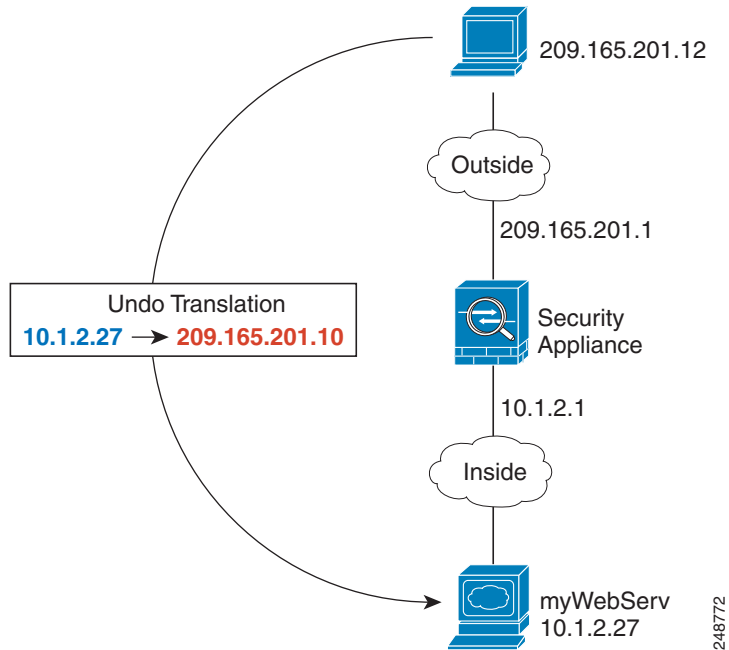 209.165.201.12
Outside
209.165.201.1
Undo Translation
10.1.2.27 → 209.165.201.10
Security
Appliance
10.1.2.1
Inside
myWebServ
10.1.2.27
248772